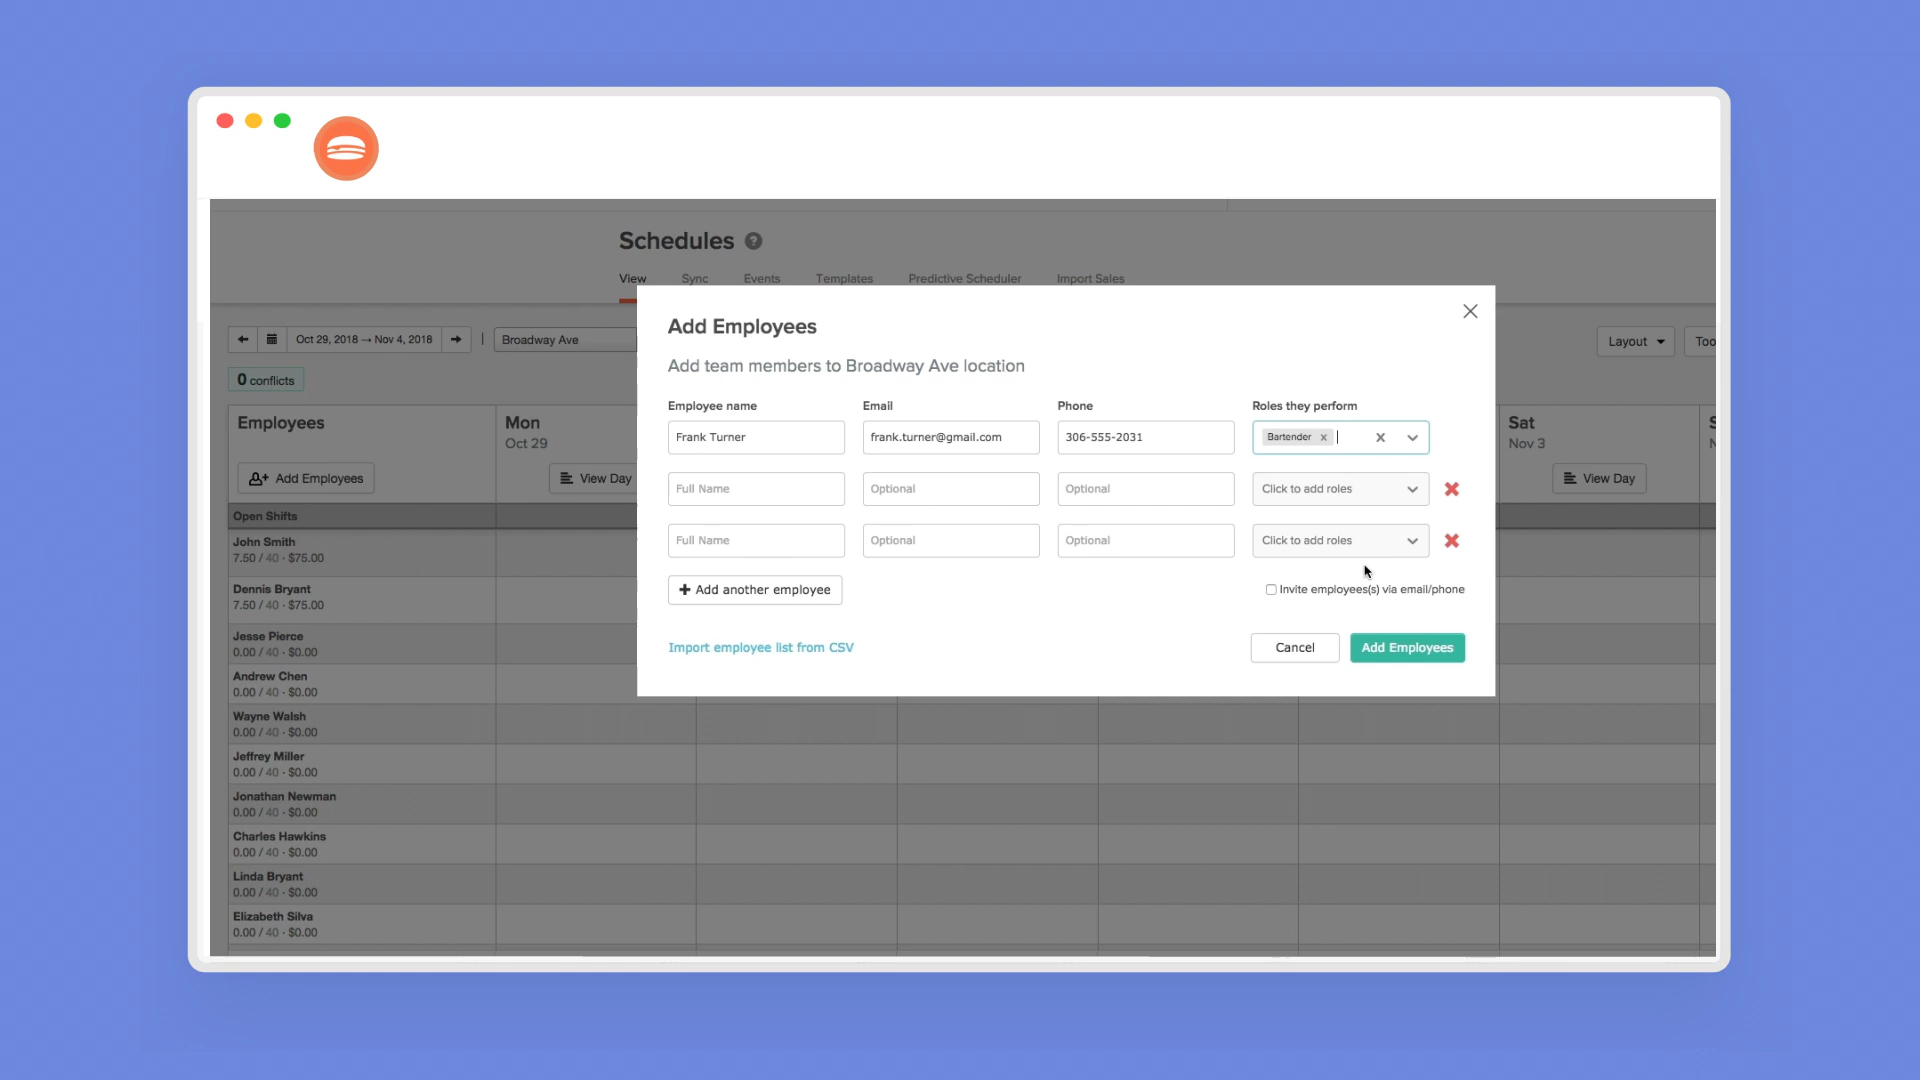 Schedules ?
View Sync Events Templates Predictive Scheduler Import Sales
Oct 29, 2018 → Nov 4, 2018 | Broadway Ave
Layout Too
0 conflicts
Employees
Add Employees
Mon
Oct 29
View Day
Sat
Nov 3
View Day
S
N
Open Shifts
John Smith
7.50 / 40 · $75.00
Dennis Bryant
7.50 / 40 · $75.00
Jesse Pierce
0.00 / 40 · $0.00
Andrew Chen
0.00 / 40 · $0.00
Wayne Walsh
0.00 / 40 · $0.00
Jeffrey Miller
0.00 / 40 · $0.00
Jonathan Newman
0.00 / 40 · $0.00
Charles Hawkins
0.00 / 40 · $0.00
Linda Bryant
0.00 / 40 · $0.00
Elizabeth Silva
0.00 / 40 · $0.00
Add Employees
Add team members to Broadway Ave location
Employee name Email Phone Roles they perform
Frank Turner frank.turner@gmail.com 306-555-2031 Bartender x
Full Name Optional Optional Click to add roles
Full Name Optional Optional Click to add roles
+ Add another employee
Invite employees(s) via email/phone
Import employee list from CSV
Cancel Add Employees